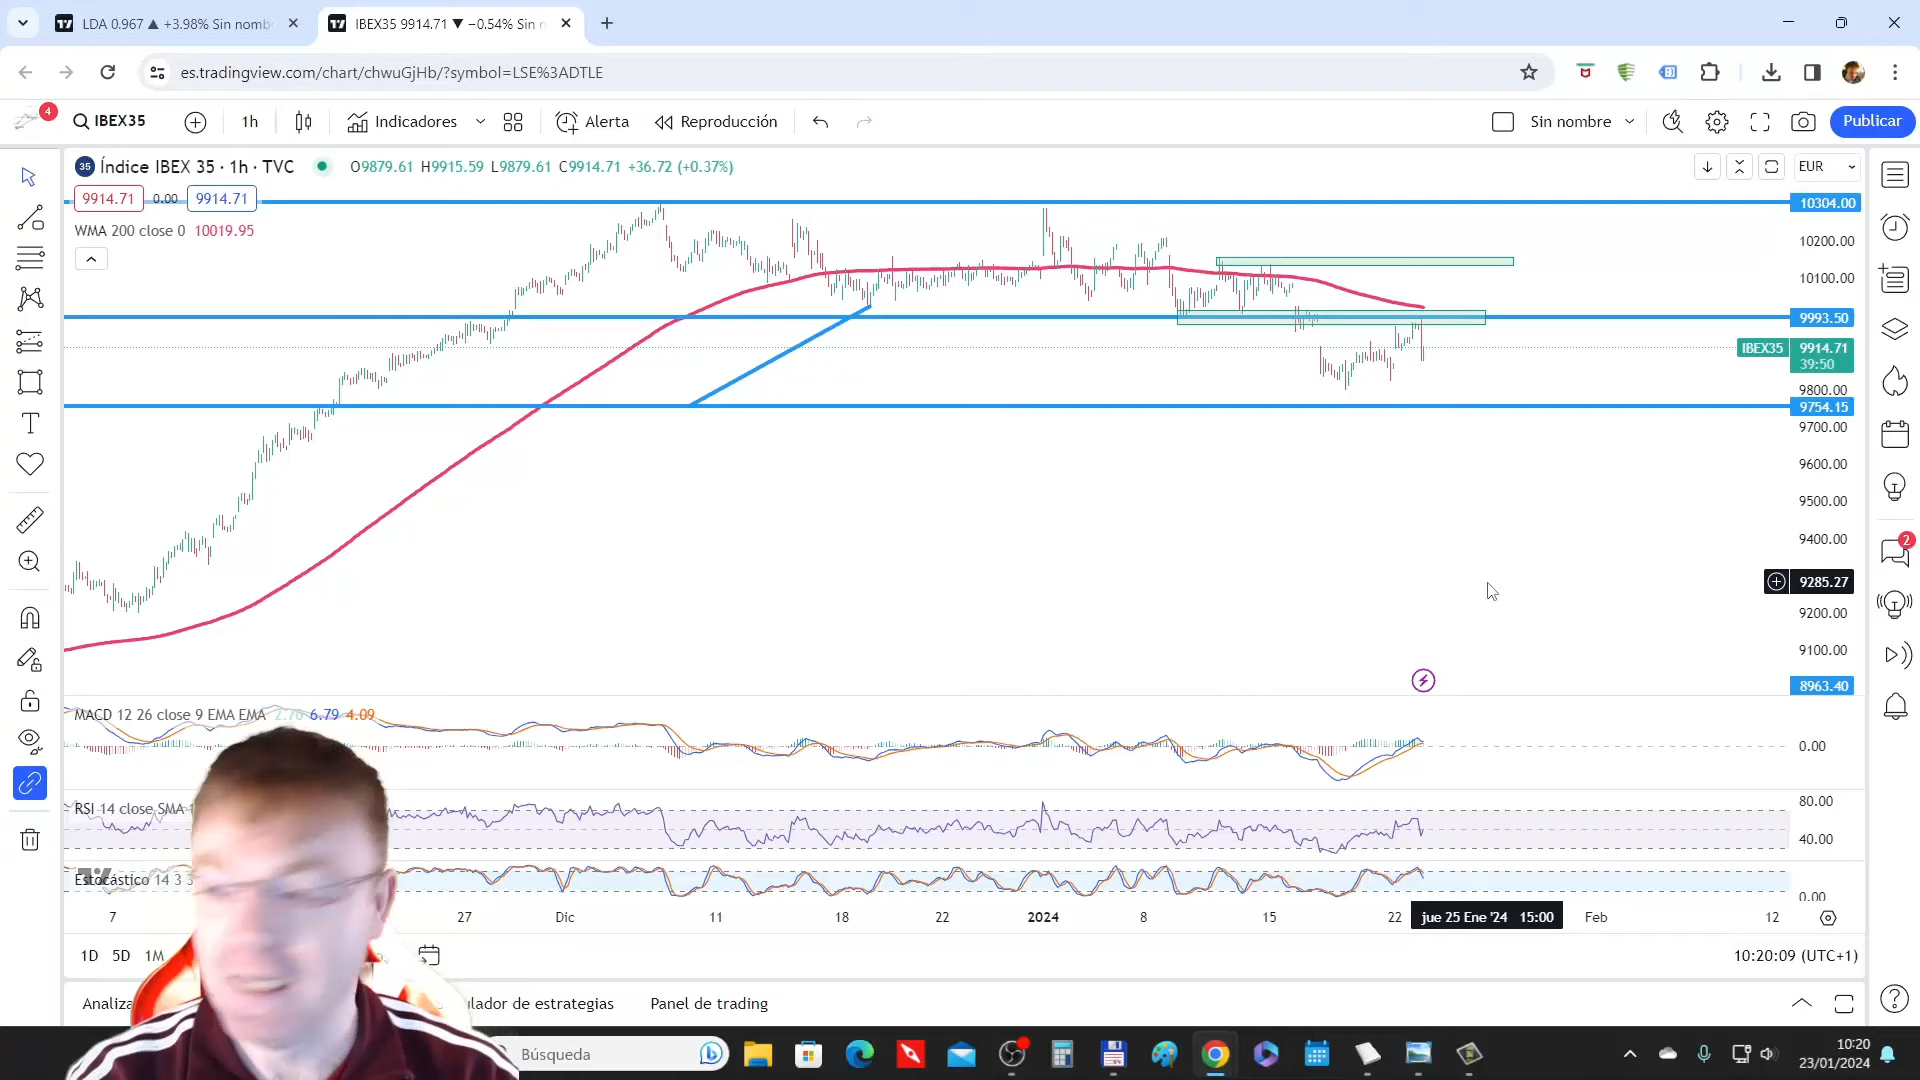 LDA 0.967 ▲ +3.98% Sin nomb
IBEX35 9914.71 ▼ −0.54% Sin n
es.tradingview.com/chart/chwuGjHb/?symbol=LSE%3ADTLE
4
IBEX35
1h
Indicadores
Alerta
Reproducción
Sin nombre
Publicar
35 Índice IBEX 35 · 1h · TVC
O9879.61 H9915.59 L9879.61 C9914.71 +36.72 (+0.37%)
EUR
9914.71 0.00 9914.71
WMA 200 close 0 10019.95
10304.00
10200.00
10100.00
9993.50
IBEX35 9914.71
39:50
9800.00
9754.15
9700.00
9600.00
9500.00
9400.00
9285.27
9200.00
9100.00
8963.40
2
MACD 12 26 close 9 EMA EMA 2.70 6.79 4.09
0.00
RSI 14 close SMA 1
80.00
40.00
Estocástico 14 3 3
0.00
7
27
Dic
11
18
22
2024
8
15
22
jue 25 Ene '24 15:00
Feb
12
1D 5D 1M
10:20:09 (UTC+1)
Analiza
ulador de estrategias
Panel de trading
Búsqueda
10:20
23/01/2024